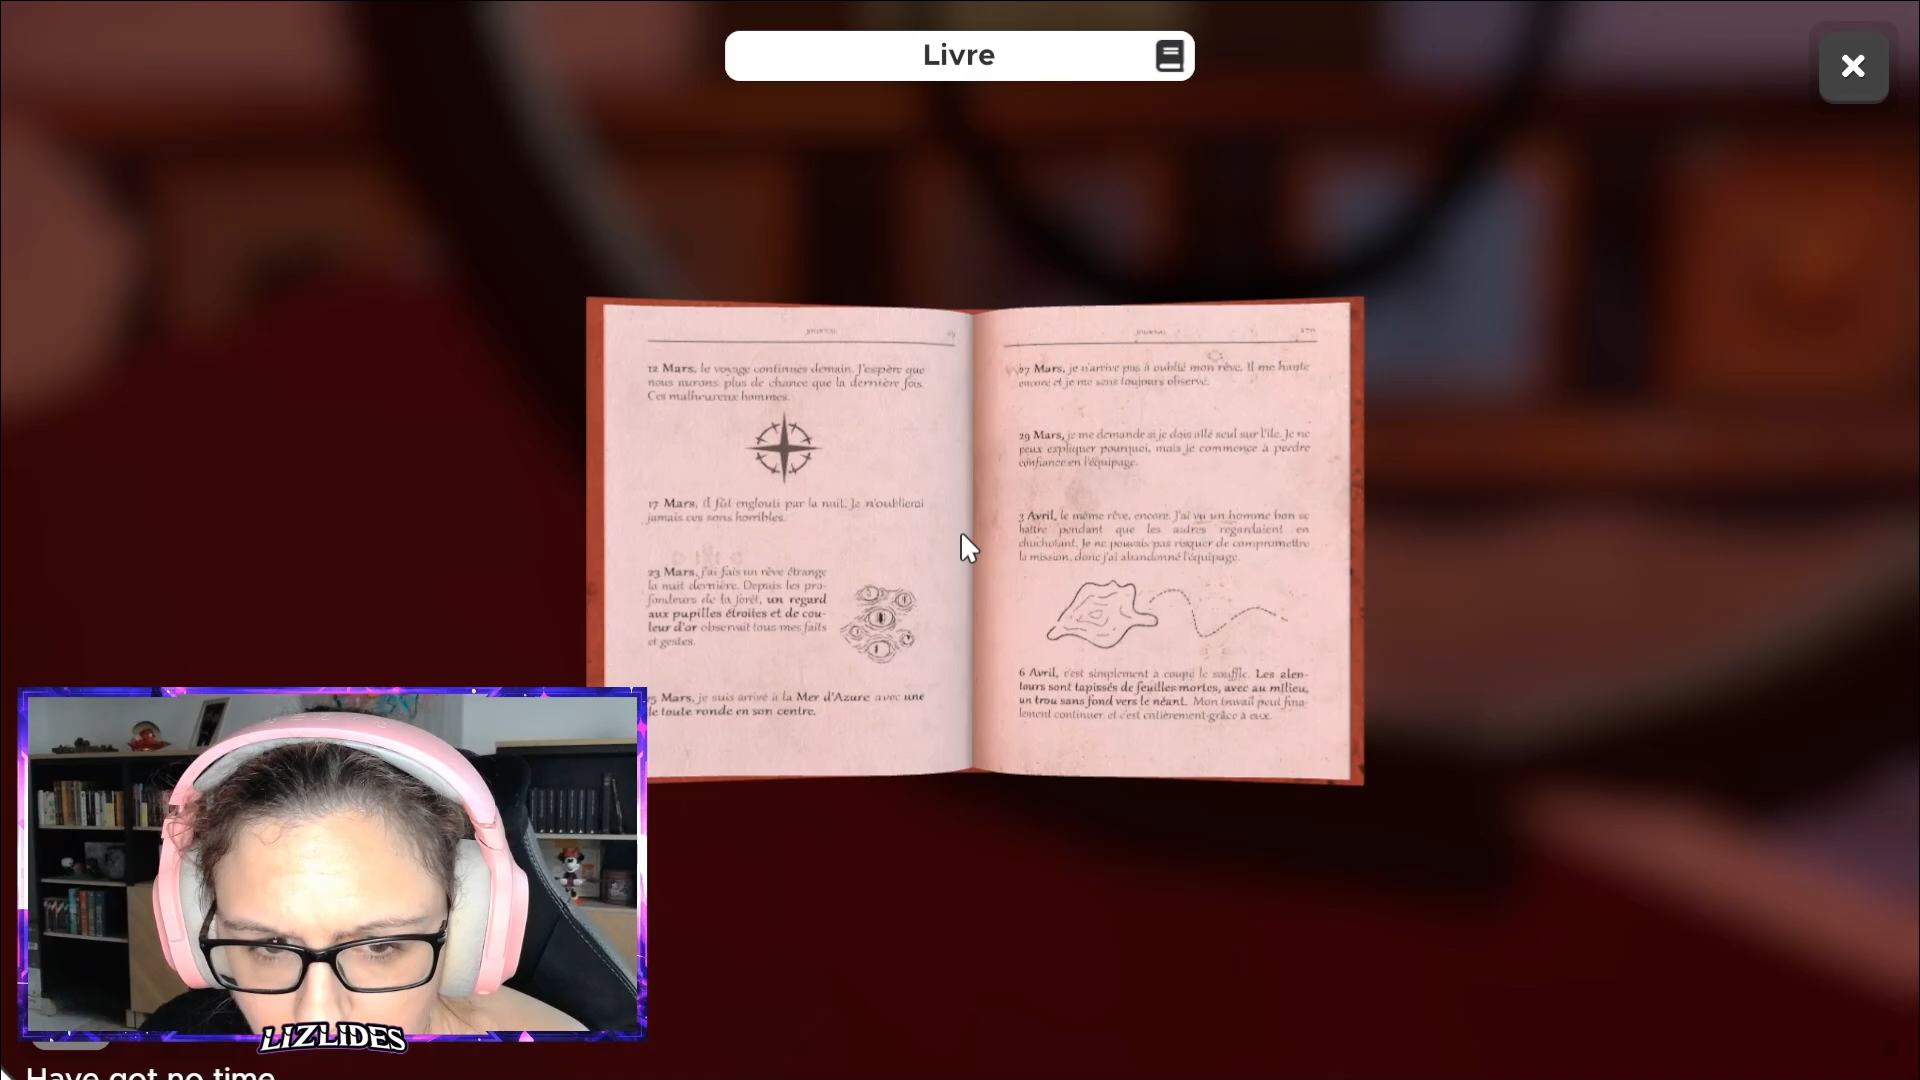 Livre
JOURNAL
12 Mars, le voyage continues demain. J'espère que
nous aurons plus de chance que la dernière fois.
Ces malheureux hommes.
17 Mars, il fût englouti par la nuit. Je n'oublierai
jamais ces sons horribles.
23 Mars, j'ai fais un rêve étrange
la nuit dernière. Depuis les pro-
fondeurs de la forêt, un regard
aux pupilles étroites et de cou-
leur d'or observait tous mes faits
et gestes.
Mars, je suis arrivé à la Mer d'Azure avec une
toute ronde en son centre.
JOURNAL
27 Mars, je n'arrive pas à oublié mon rêve. Il me hante
encore et je me sens toujours observé.
29 Mars, je me demande si je dois allé seul sur l'île. Je ne
peux expliquer pourquoi, mais je commence à perdre
confiance en l'équipage.
3 Avril, le même rêve, encore. J'ai vu un homme bon se
battre pendant que les autres regardaient en
chuchotant. Je ne pouvais pas risquer de compromettre
la mission, donc j'ai abandonné l'équipage.
6 Avril, c'est simplement à coupé le souffle. Les alen-
tours sont tapissés de feuilles mortes, avec au milieu,
un trou sans fond vers le néant. Mon travail peut fina-
lement continuer, et c'est entièrement grâce à eux.
LIZLIDES
Have got no time